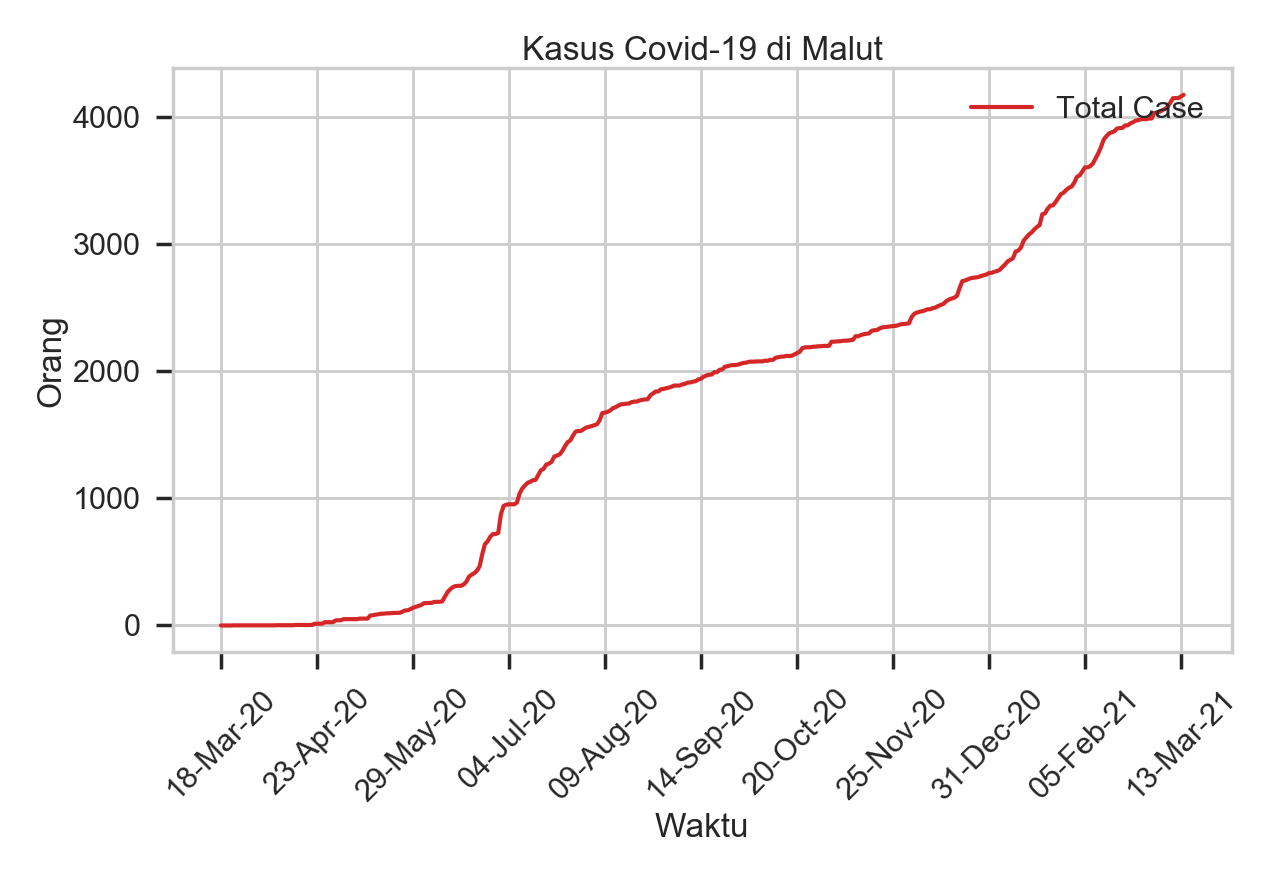 Kasus Covid-19 di Malut
Total Case
4000
3000
2000
1000
0
Orang
18-Mar-20
23-Apr-20
29-May-20
04-Jul-20
09-Aug-20
14-Sep-20
20-Oct-20
25-Nov-20
31-Dec-20
05-Feb-21
13-Mar-21
Waktu